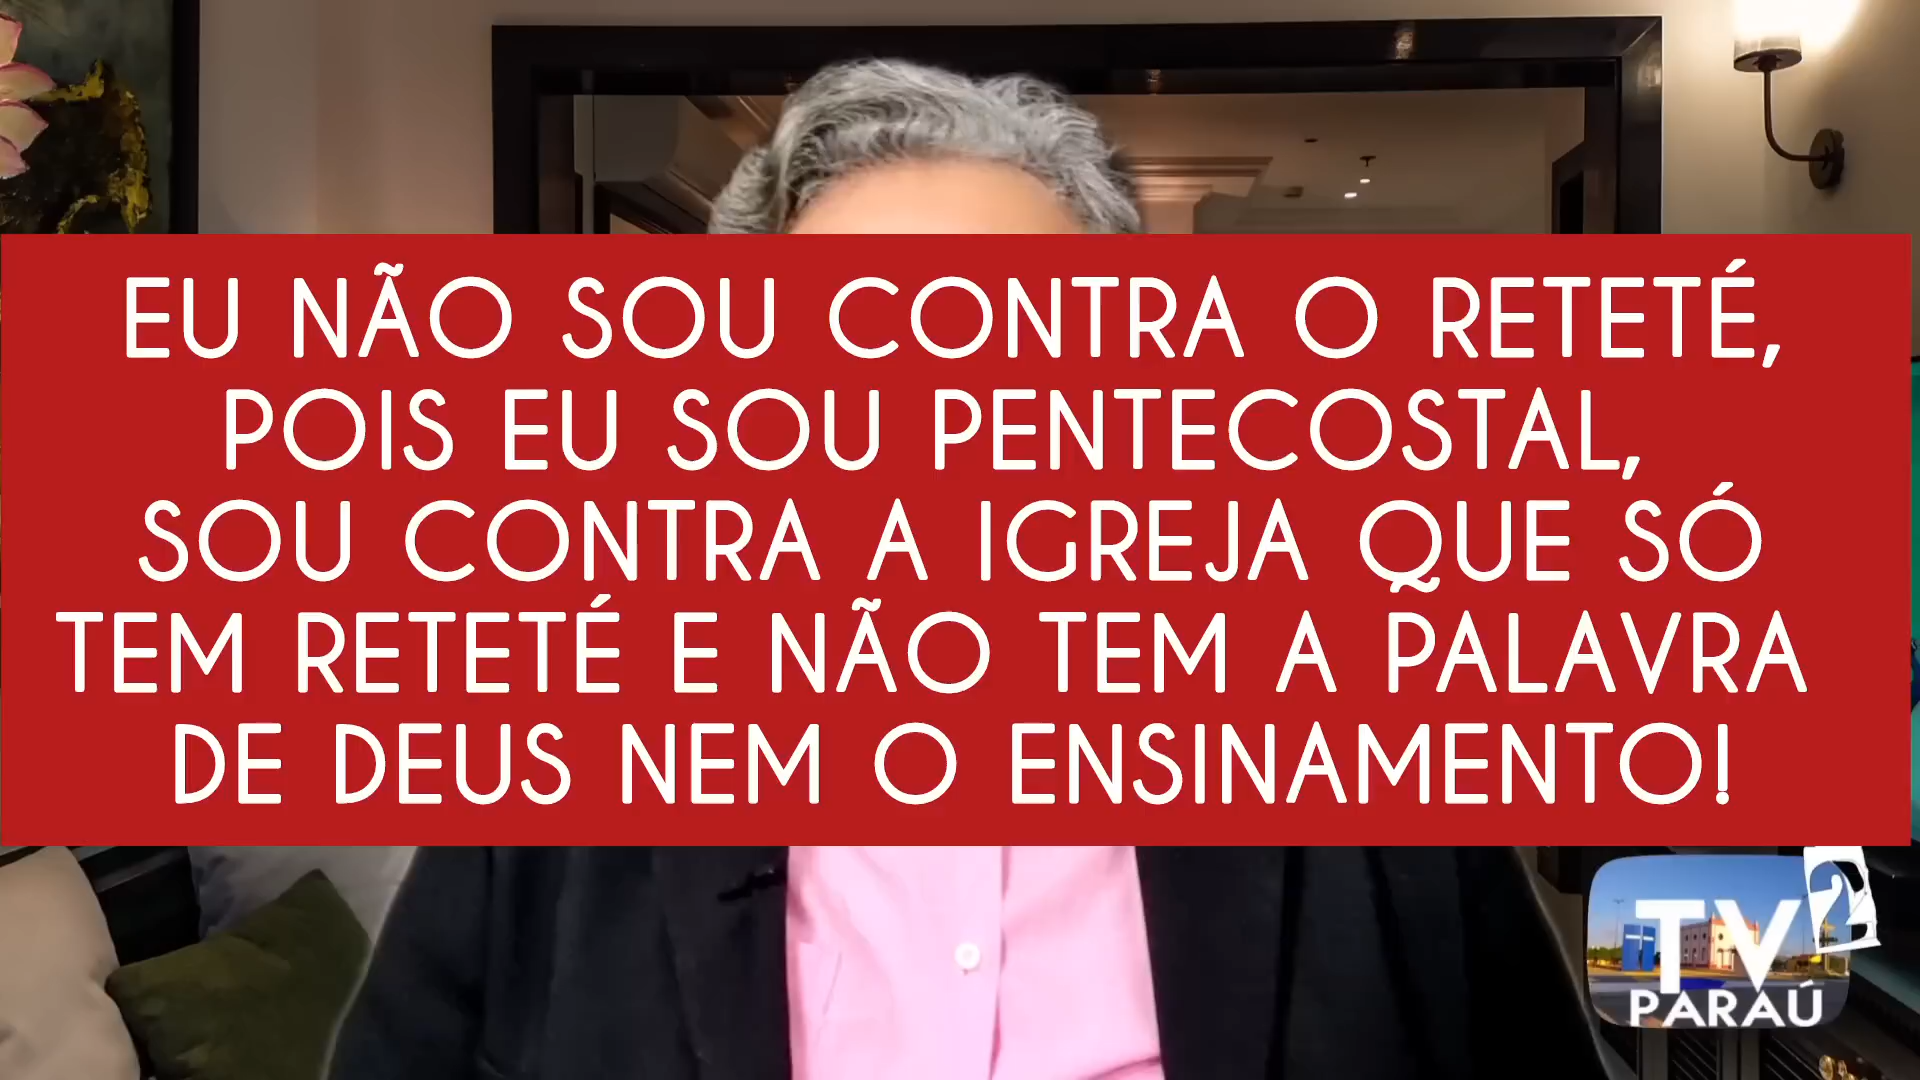 EU NÃO SOU CONTRA O RETETÉ,
POIS EU SOU PENTECOSTAL,
SOU CONTRA A IGREJA QUE SÓ
TEM RETETÉ E NÃO TEM A PALAVRA
DE DEUS NEM O ENSINAMENTO!
TV 2
PARAÚ